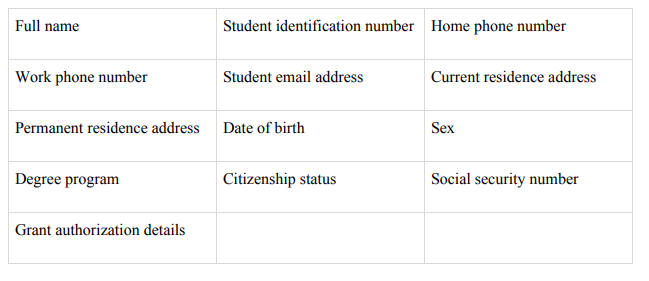 Full name
Student identification number
Home phone number
Work phone number
Student email address
Current residence address
Permanent residence address
Date of birth
Sex
Degree program
Citizenship status
Social security number
Grant authorization details